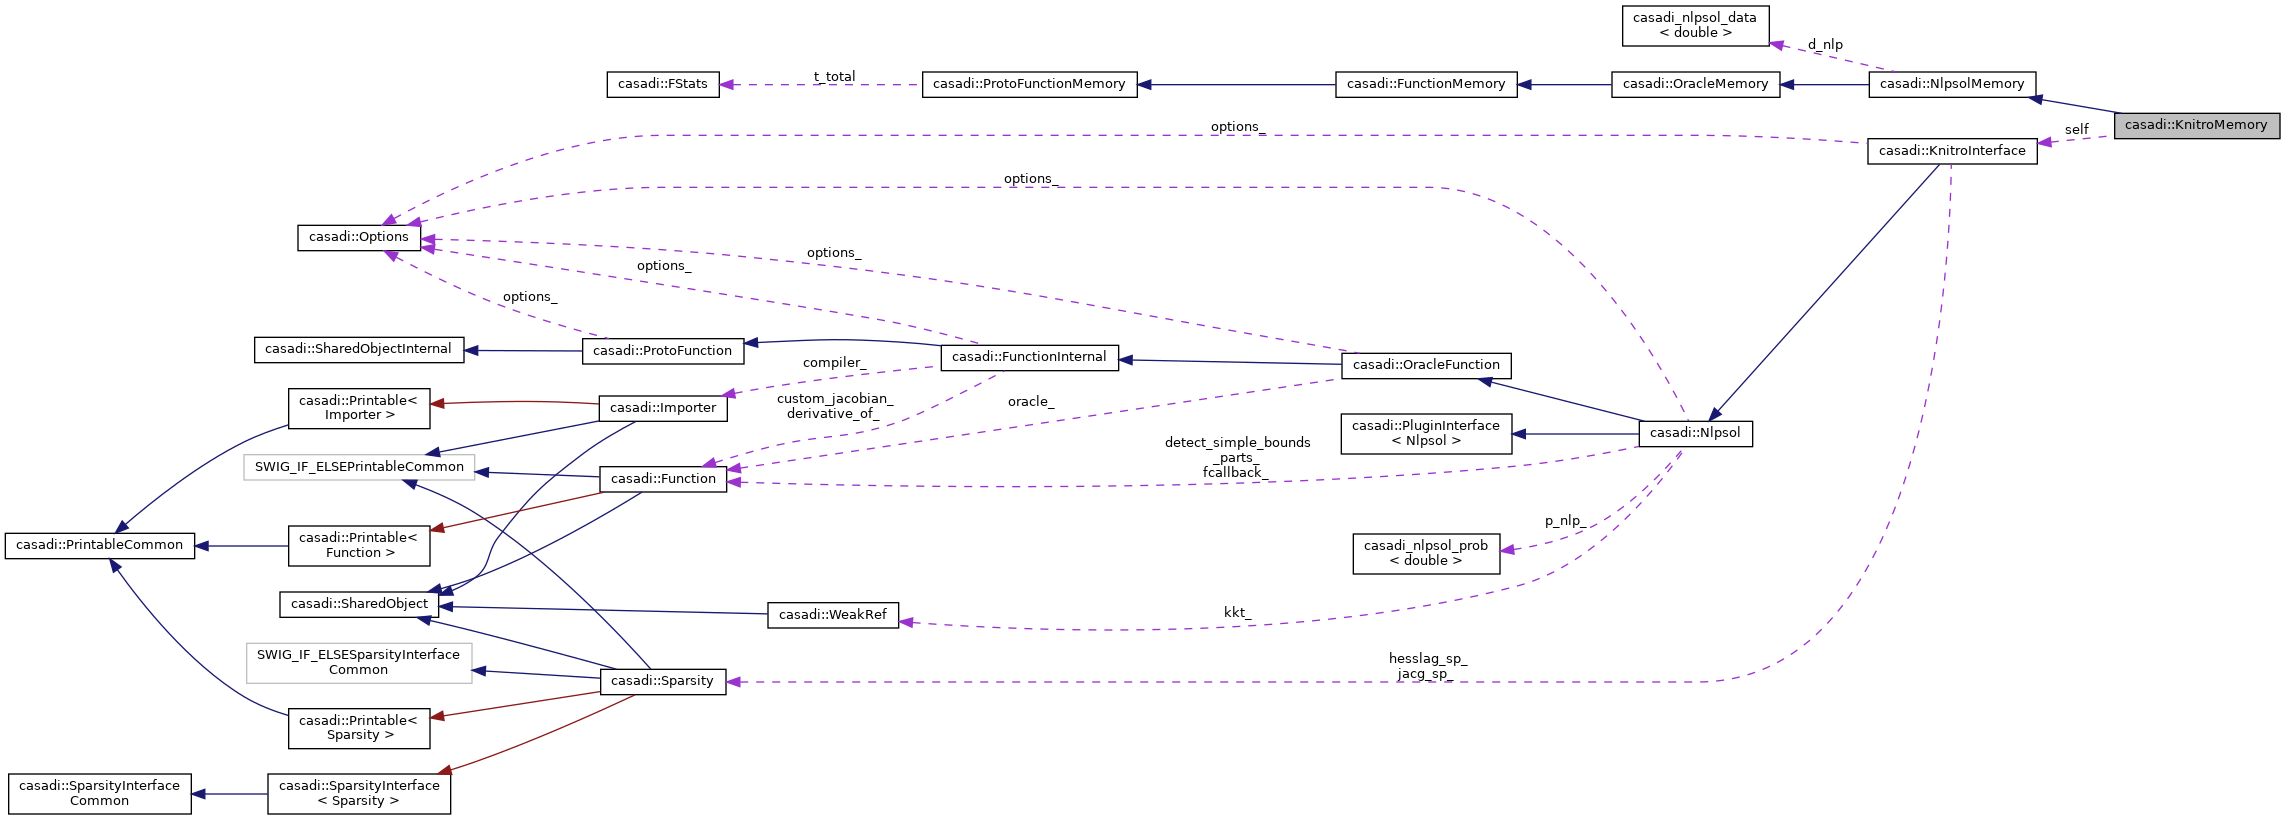 casadi_nlpsol_data
< double >
d_nlp
casadi::FStats
t_total
casadi::ProtoFunctionMemory
casadi::FunctionMemory
casadi::OracleMemory
casadi::NlpsolMemory
casadi::KnitroMemory
self
options_
casadi::KnitroInterface
options_
casadi::Options
options_
options_
options_
casadi::SharedObjectInternal
casadi::ProtoFunction
casadi::FunctionInternal
casadi::OracleFunction
compiler_
casadi::Printable<
Importer >
casadi::Importer
custom_jacobian_
derivative_of_
oracle_
casadi::PluginInterface
< Nlpsol >
casadi::Nlpsol
detect_simple_bounds
_parts_
fcallback_
SWIG_IF_ELSEPrintableCommon
casadi::Function
p_nlp_
casadi::PrintableCommon
casadi::Printable<
Function >
casadi_nlpsol_prob
< double >
casadi::SharedObject
casadi::WeakRef
kkt_
SWIG_IF_ELSESparsityInterface
Common
casadi::Sparsity
hesslag_sp_
jacg_sp_
casadi::Printable<
Sparsity >
casadi::SparsityInterface
Common
casadi::SparsityInterface
< Sparsity >